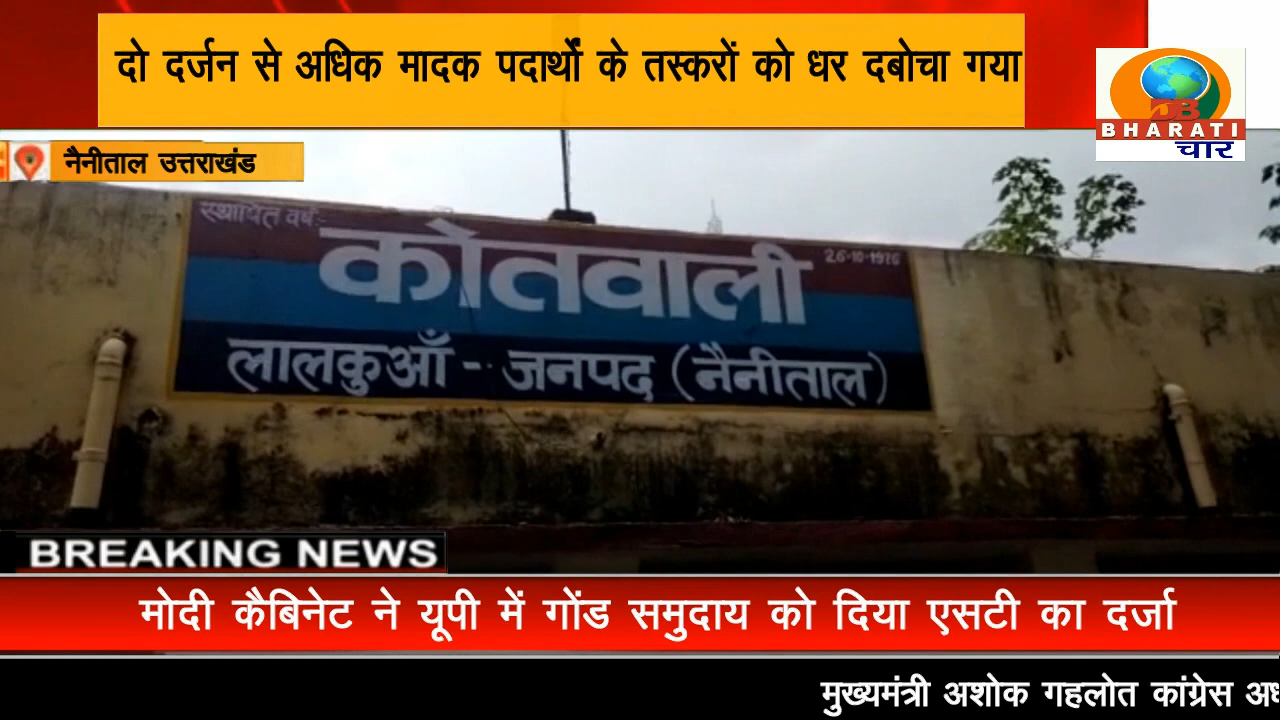 दो दर्जन से अधिक मादक पदार्थों के तस्करों को धर दबोचा गया
BHARATI
चार
नैनीताल उत्तराखंड
स्थापित वर्ष:-
26-10-1976
कोतवाली
लालकुआँ - जनपद (नैनीताल)
BREAKING NEWS
मोदी कैबिनेट ने यूपी में गोंड समुदाय को दिया एसटी का दर्जा
मुख्यमंत्री अशोक गहलोत कांग्रेस अध